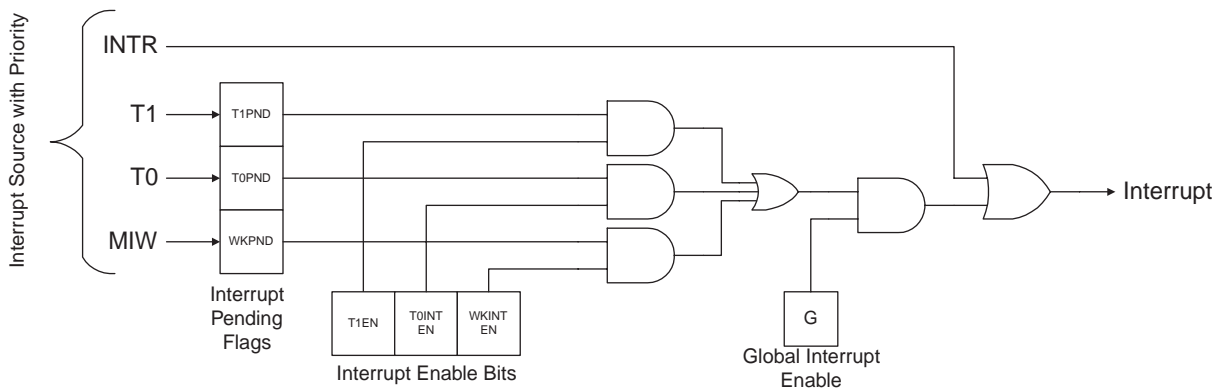 Interrupt Source with Priority
INTR
T1
T1PND
T0
T0PND
MIW
WKPND
Interrupt
Pending
Flags
T1EN
T0INT
EN
WKINT
EN
Interrupt Enable Bits
G
Global Interrupt
Enable
Interrupt